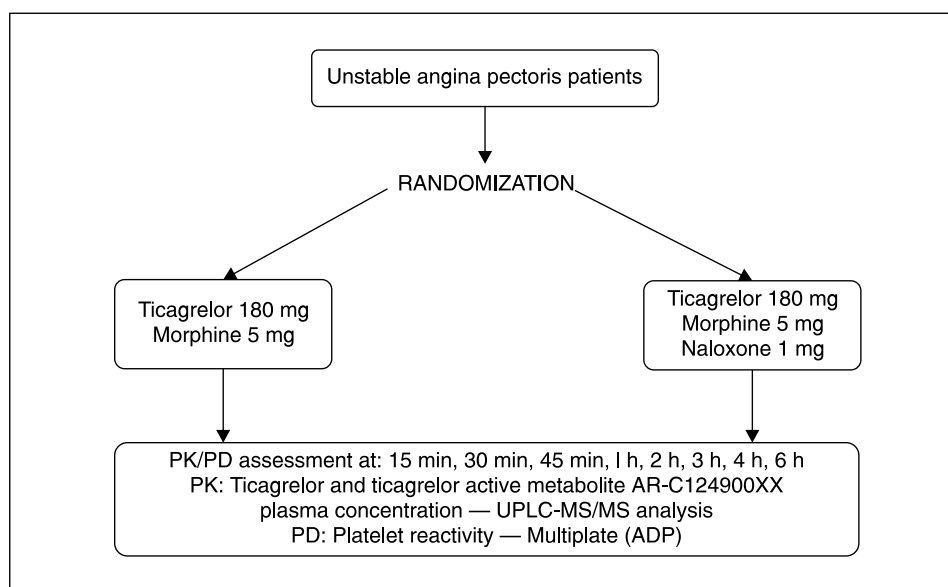 Unstable angina pectoris patients
RANDOMIZATION
Ticagrelor 180 mg
Morphine 5 mg
Ticagrelor 180 mg
Morphine 5 mg
Naloxone 1 mg
PK/PD assessment at: 15 min, 30 min, 45 min, l h, 2 h, 3 h, 4 h, 6 h
PK: Ticagrelor and ticagrelor active metabolite AR-C124900XX
plasma concentration — UPLC-MS/MS analysis
PD: Platelet reactivity — Multiplate (ADP)